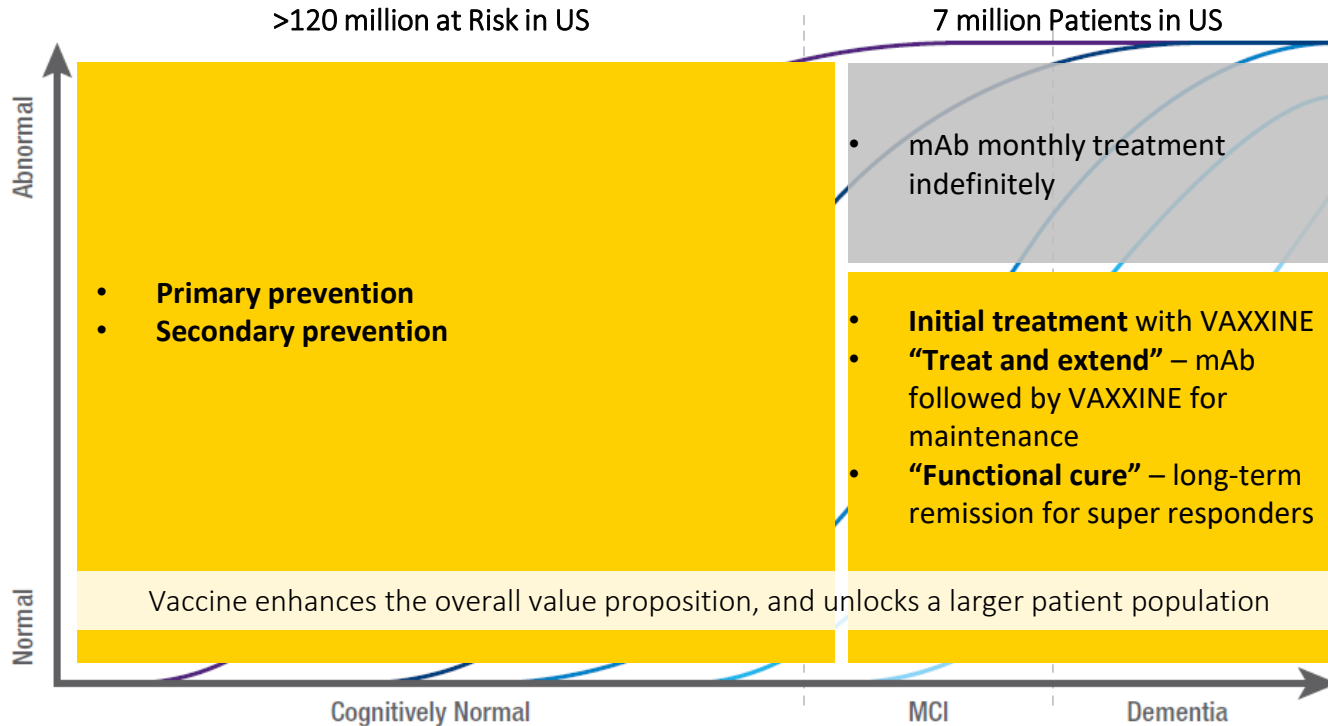 >120 million at Risk in US
7 million Patients in US
Abnormal
Normal
• Primary prevention
• Secondary prevention
• mAb monthly treatment
indefinitely
• Initial treatment with VAXXINE
• “Treat and extend” – mAb
followed by VAXXINE for
maintenance
• “Functional cure” – long-term
remission for super responders
Vaccine enhances the overall value proposition, and unlocks a larger patient population
Cognitively Normal
MCI
Dementia